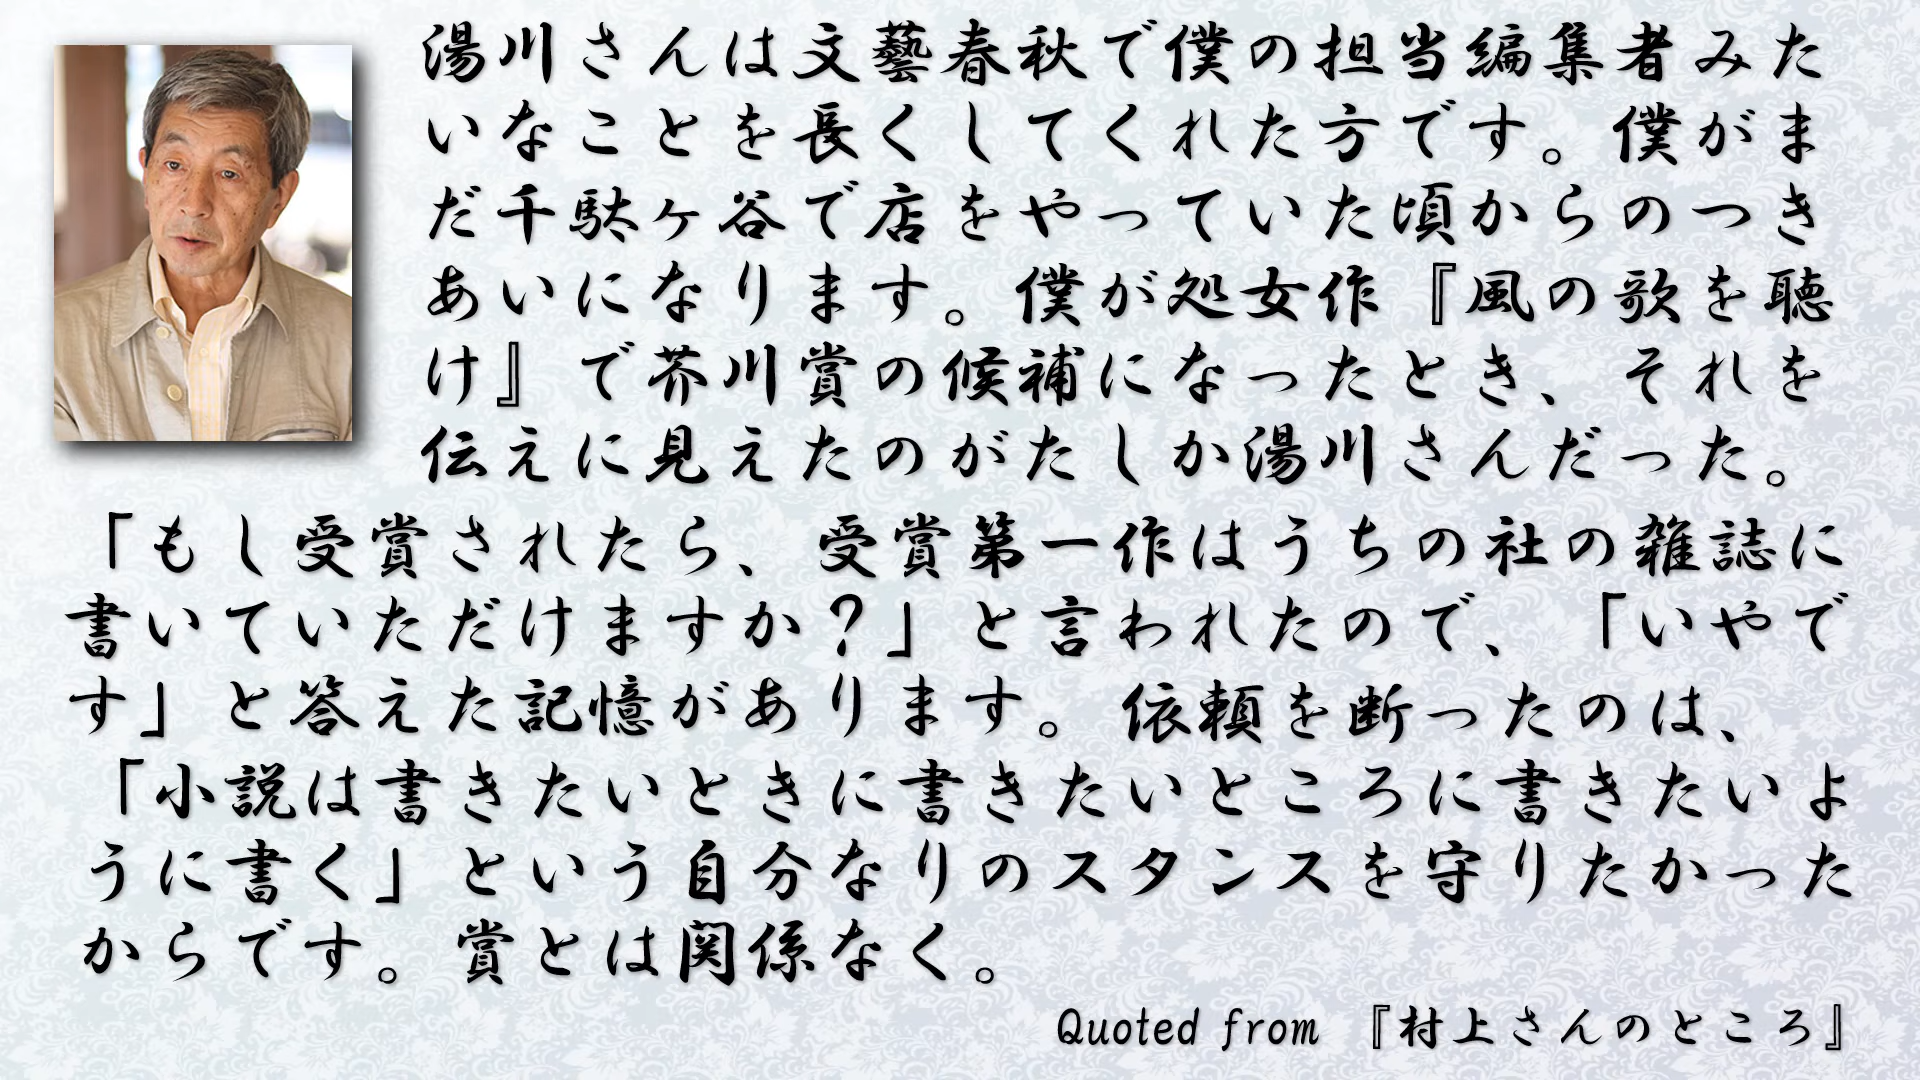 湯川さんは文藝春秋で僕の担当編集者みた
いなことを長くしてくれた方です。僕がま
だ千駄ヶ谷で店をやっていた頃からのつき
あいになります。僕が処女作『風の歌を聴
け』で芥川賞の候補になったとき、それを
伝えに見えたのがたしか湯川さんだった。
「もし受賞されたら、受賞第一作はうちの社の雑誌に
書いていただけますか？」と言われたので、「いやで
す」と答えた記憶があります。依頼を断ったのは、
「小説は書きたいときに書きたいところに書きたいよ
うに書く」という自分なりのスタンスを守りたかった
からです。賞とは関係なく。
Quoted from 『村上さんのところ』